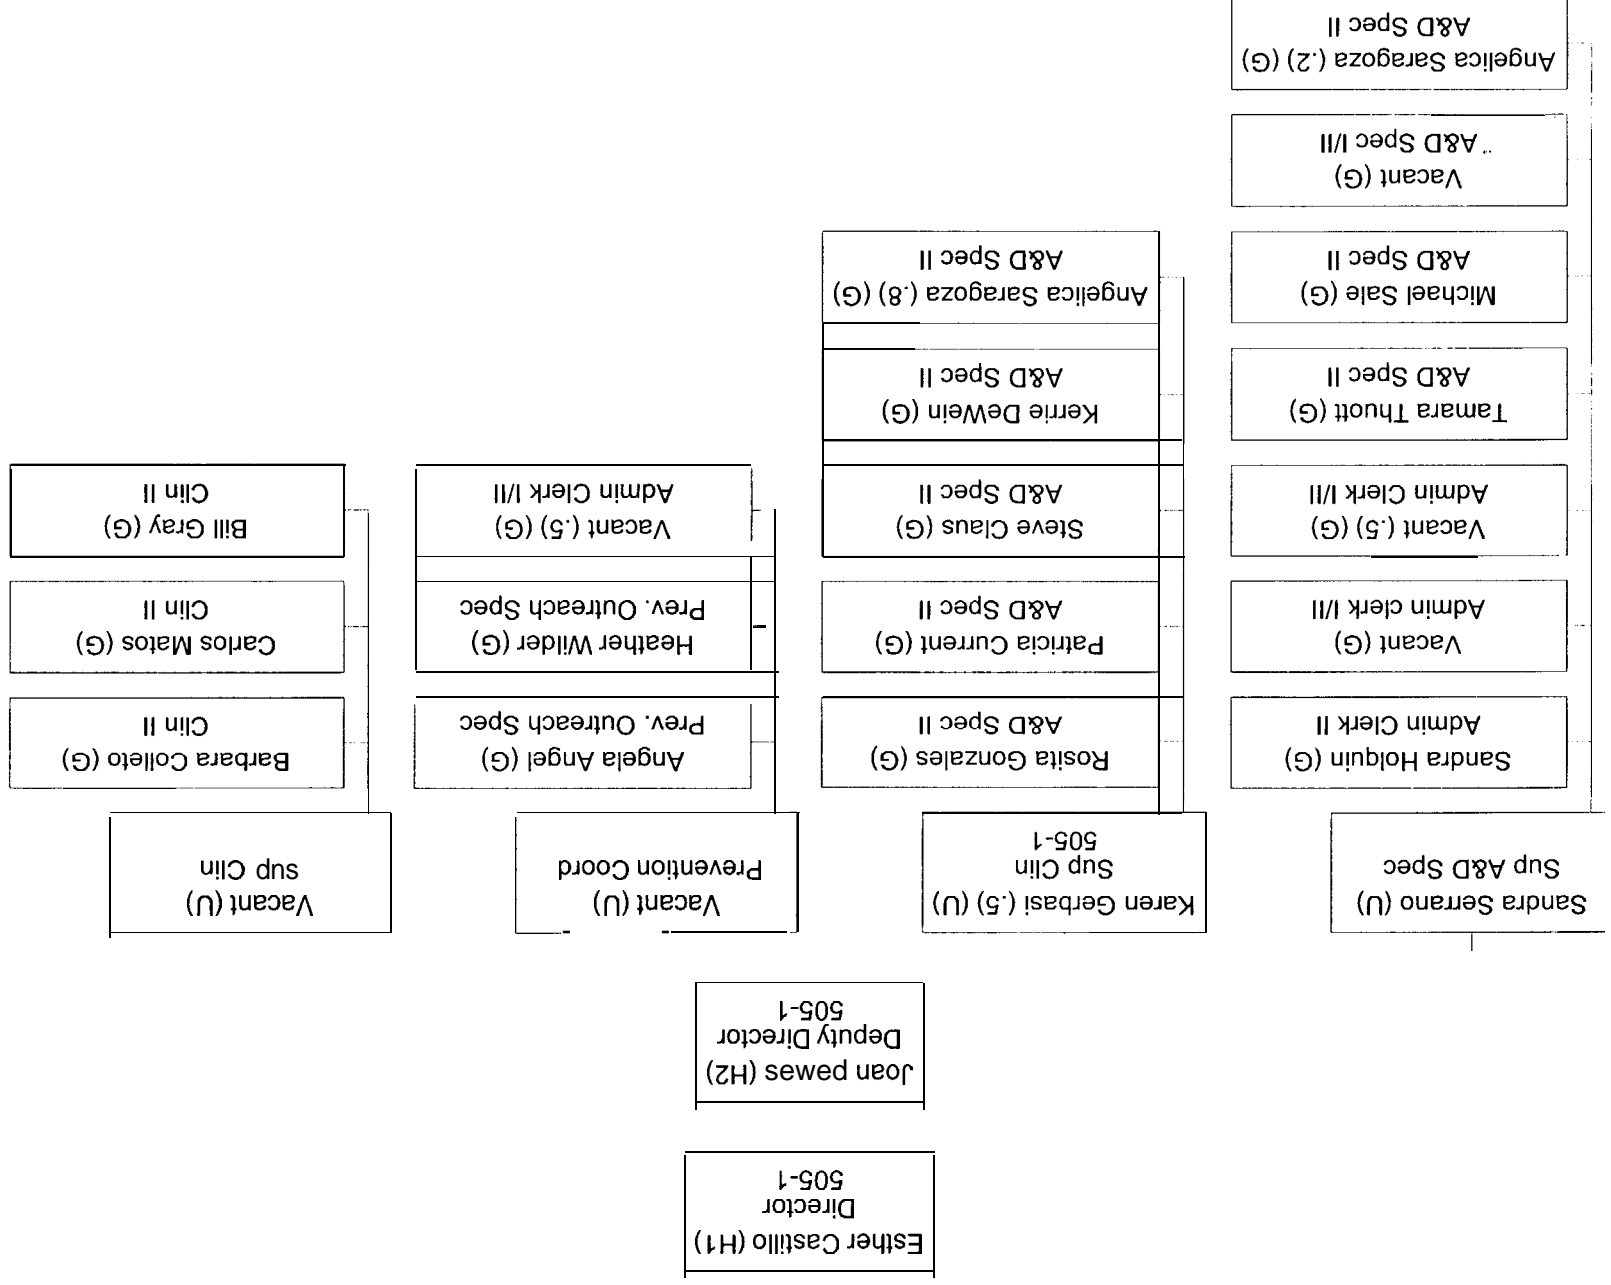 Esther Castillo (H1)
Director
505-1
Joan sewed (H2)
Deputy Director
505-1
Sandra Serrano (U)
Sup A&D Spec
Sandra Holquin (G)
Admin Clerk II
Vacant (G)
Admin clerk I/II
Vacant (.5) (G)
Admin Clerk I/II
Tamara Thuott (G)
A&D Spec II
Michael Sale (G)
A&D Spec II
Vacant (G)
A&D Spec I/II
Angelica Saragoza (.2) (G)
A&D Spec II
Karen Gerbasi (.5) (U)
Sup Clin
505-1
Rosita Gonzales (G)
A&D Spec II
Patricia Current (G)
A&D Spec II
Steve Claus (G)
A&D Spec II
Kerrie DeWein (G)
A&D Spec II
Angelica Saragoza (.8) (G)
A&D Spec II
Vacant (U)
Prevention Coord
Angela Angel (G)
Prev. Outreach Spec
Heather Wilder (G)
Prev. Outreach Spec
Vacant (.5) (G)
Admin Clerk I/II
Vacant (U)
sup Clin
Barbara Colleto (G)
Clin II
Carlos Matos (G)
Clin II
Bill Gray (G)
Clin II